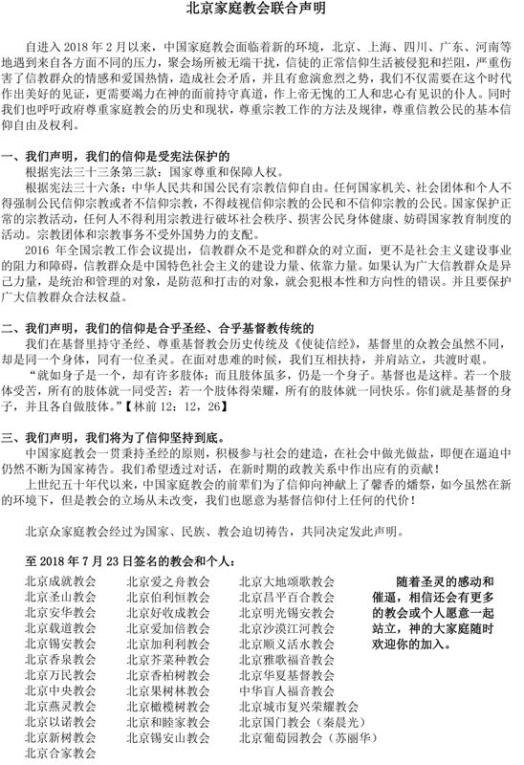 北京家庭教会联合声明
自进入 2018 年 2 月以来，中国家庭教会面临着新的环境，北京、上海、四川、广东、河南等
地遇到来自各方面不同的压力，聚会场所被无端干扰，信徒的正常信仰生活被侵犯和拦阻，严重伤
害了信教群众的情感和爱国热情，造成社会矛盾，并且有愈演愈烈之势，我们不仅需要在这个时代
作出美好的见证，更需要竭力在神的面前持守真道，作上帝无愧的工人和忠心有见识的仆人。同时
我们也呼吁政府尊重家庭教会的历史和现状，尊重宗教工作的方法及规律，尊重信教公民的基本信
仰自由及权利。
一、我们声明，我们的信仰是受宪法保护的
根据宪法三十三条第三款：国家尊重和保障人权。
根据宪法三十六条：中华人民共和国公民有宗教信仰自由。任何国家机关、社会团体和个人不
得强制公民信仰宗教或者不信仰宗教，不得歧视信仰宗教的公民和不信仰宗教的公民。国家保护正
常的宗教活动，任何人不得利用宗教进行破坏社会秩序、损害公民身体健康、妨碍国家教育制度的
活动。宗教团体和宗教事务不受外国势力的支配。
2016 年全国宗教工作会议提出，信教群众不是党和群众的对立面，更不是社会主义建设事业
的阻力和障碍，信教群众是中国特色社会主义的建设力量、依靠力量。如果认为广大信教群众是异
己力量，是统治和管理的对象，是防范和打击的对象，就会犯根本性和方向性的错误。并且要保护
广大信教群众合法权益。
二、我们声明，我们的信仰是合乎圣经、合乎基督教传统的
我们在基督里持守圣经、尊重基督教会历史传统及《使徒信经》，基督里的众教会虽然不同，
却是同一个身体，同有一位圣灵。在面对患难的时候，我们互相扶持，并肩站立，共渡时艰。
“就如身子是一个，却有许多肢体；而且肢体虽多，仍是一个身子。基督也是这样。若一个肢
体受苦，所有的肢体就一同受苦；若一个肢体得荣耀，所有的肢体就一同快乐。你们就是基督的身
子，并且各自做肢体。”【林前 12：12，26】
三、我们声明，我们将为了信仰坚持到底。
中国家庭教会一贯秉持圣经的原则，积极参与社会的建造，在社会中做光做盐，即便在逼迫中
仍然不断为国家祷告。我们希望透过对话，在新时期的政教关系中作出应有的贡献！
上世纪五十年代以来，中国家庭教会的前辈们为了信仰向神献上了馨香的燔祭，如今虽然在新
的环境下，但是教会的立场从未改变，我们也愿意为基督信仰付上任何的代价！
北京众家庭教会经过为国家、民族、教会迫切祷告，共同决定发此声明。
至 2018 年 7 月 23 日签名的教会和个人：
北京成就教会 北京爱之舟教会 北京大地颂歌教会
北京圣山教会 北京伯利恒教会 北京昌平百合教会
北京安华教会 北京好收成教会 北京明光锡安教会
北京载道教会 北京爱加倍教会 北京沙漠江河教会
北京锡安教会 北京加利利教会 北京顺义活水教会
北京香泉教会 北京芥菜种教会 北京雅歌福音教会
北京万民教会 北京香柏树教会 北京华夏基督教会
北京中央教会 北京果树林教会 中华盲人福音教会
北京燕灵教会 北京橄榄树教会 北京城市复兴荣耀教会
北京以诺教会 北京和睦家教会 北京国门教会（秦晨光）
北京新树教会 北京锡安山教会 北京葡萄园教会（苏丽华）
北京合家教会
随着圣灵的感动和
催逼，相信还会有更多
的教会或个人愿意一起
站立，神的大家庭随时
欢迎你的加入。